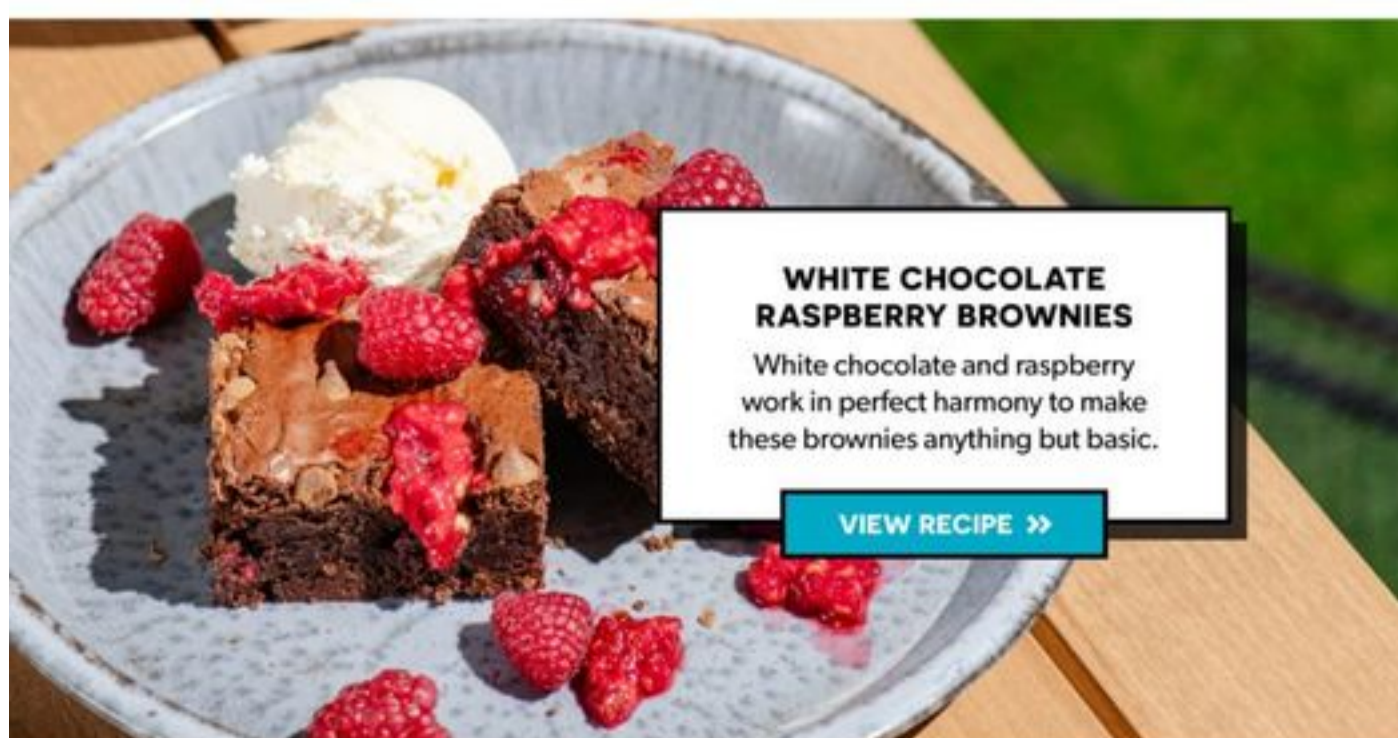 WHITE CHOCOLATE
RASPBERRY BROWNIES
White chocolate and raspberry
work in perfect harmony to make
these brownies anything but basic.
VIEW RECIPE »